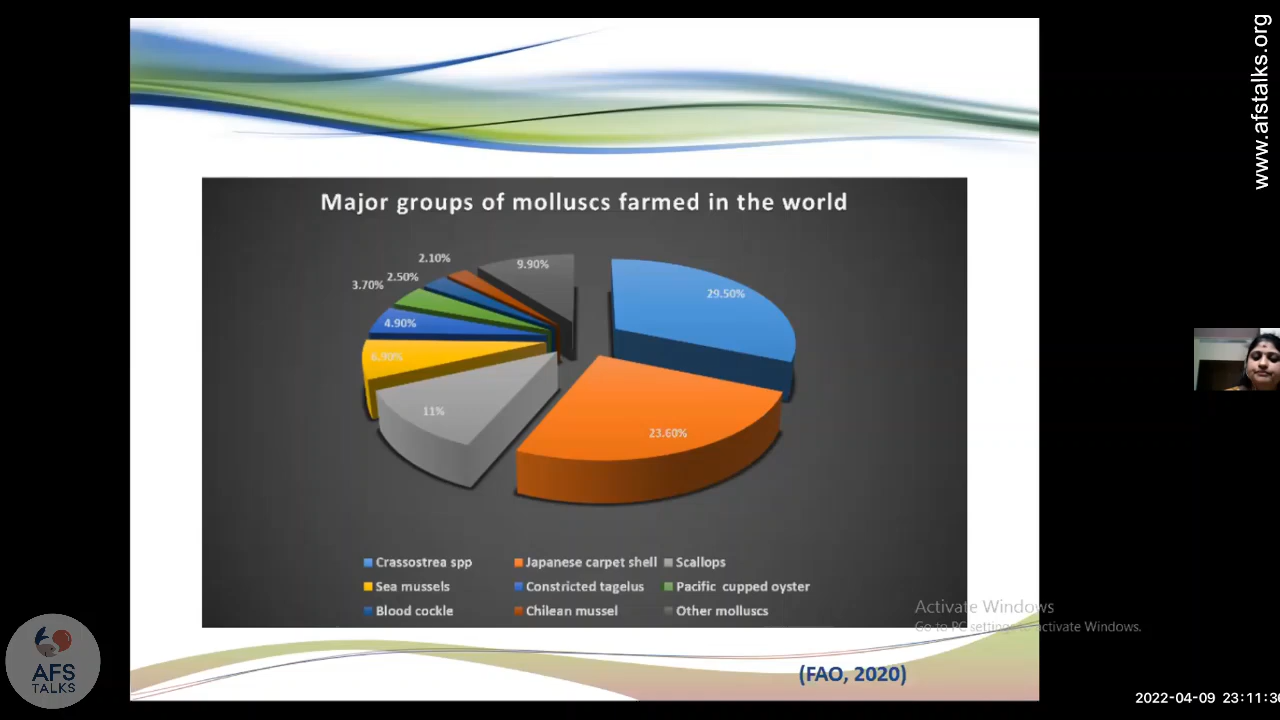 www.afstalks.org
Major groups of molluscs farmed in the world
2.10%
9.90%
2.50%
3.70%
29.50%
4.90%
6.90%
11%
23.60%
Crassostrea spp
Japanese carpet shell
Scallops
Sea mussels
Constricted tagelus
Pacific cupped oyster
Blood cockle
Chilean mussel
Other molluscs
Activate Windows
Go to PC settings to activate Windows.
AFS
TALKS
(FAO, 2020)
2022-04-09 23:11:3